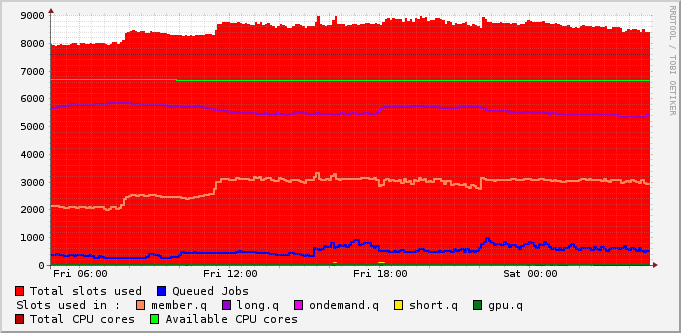 9000
8000
7000
6000
5000
4000
3000
2000
1000
0
Fri 06:00 Fri 12:00 Fri 18:00 Sat 00:00
Total slots used Queued Jobs
Slots used in : member.q long.q ondemand.q short.q gpu.q
Total CPU cores Available CPU cores
RRDTOOL / TOBI OETIKER